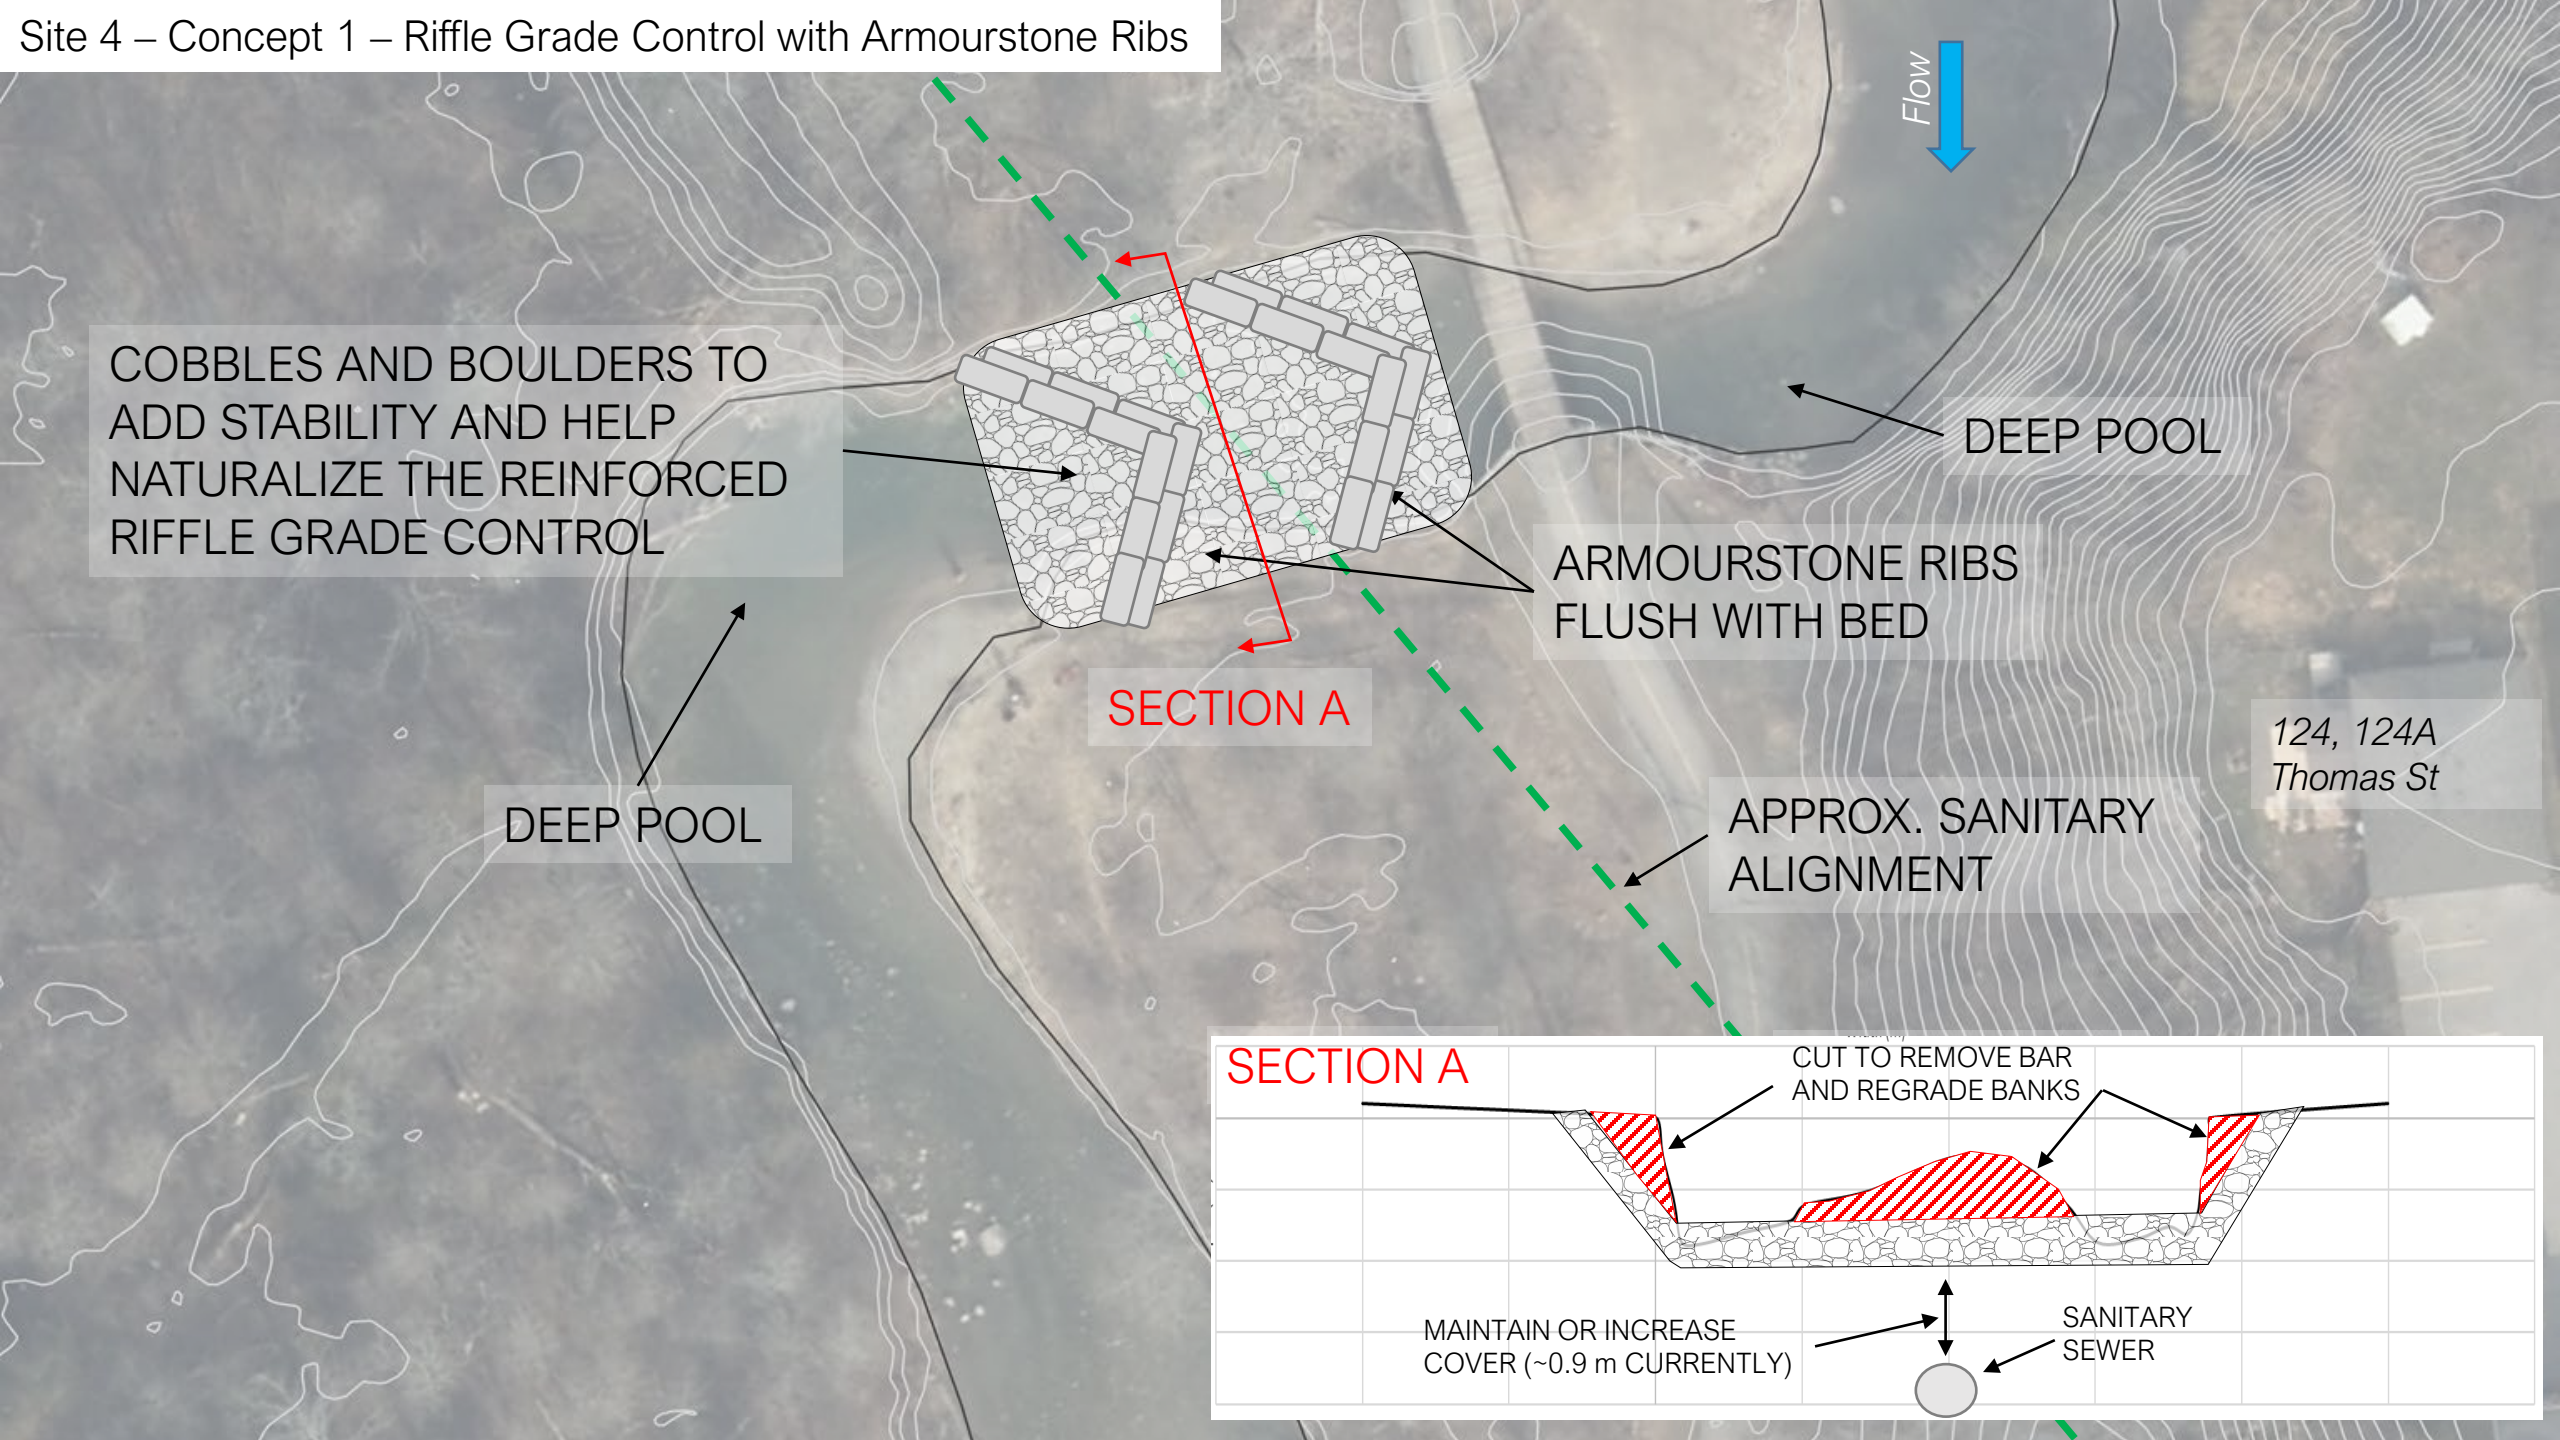 Site 4 – Concept 1 – Riffle Grade Control with Armourstone Ribs
Flow
COBBLES AND BOULDERS TO
ADD STABILITY AND HELP
NATURALIZE THE REINFORCED
RIFFLE GRADE CONTROL
DEEP POOL
ARMOURSTONE RIBS
FLUSH WITH BED
SECTION A
124, 124A
Thomas St
DEEP POOL
APPROX. SANITARY
ALIGNMENT
SECTION A
CUT TO REMOVE BAR
AND REGRADE BANKS
MAINTAIN OR INCREASE
COVER (~0.9 m CURRENTLY)
SANITARY
SEWER